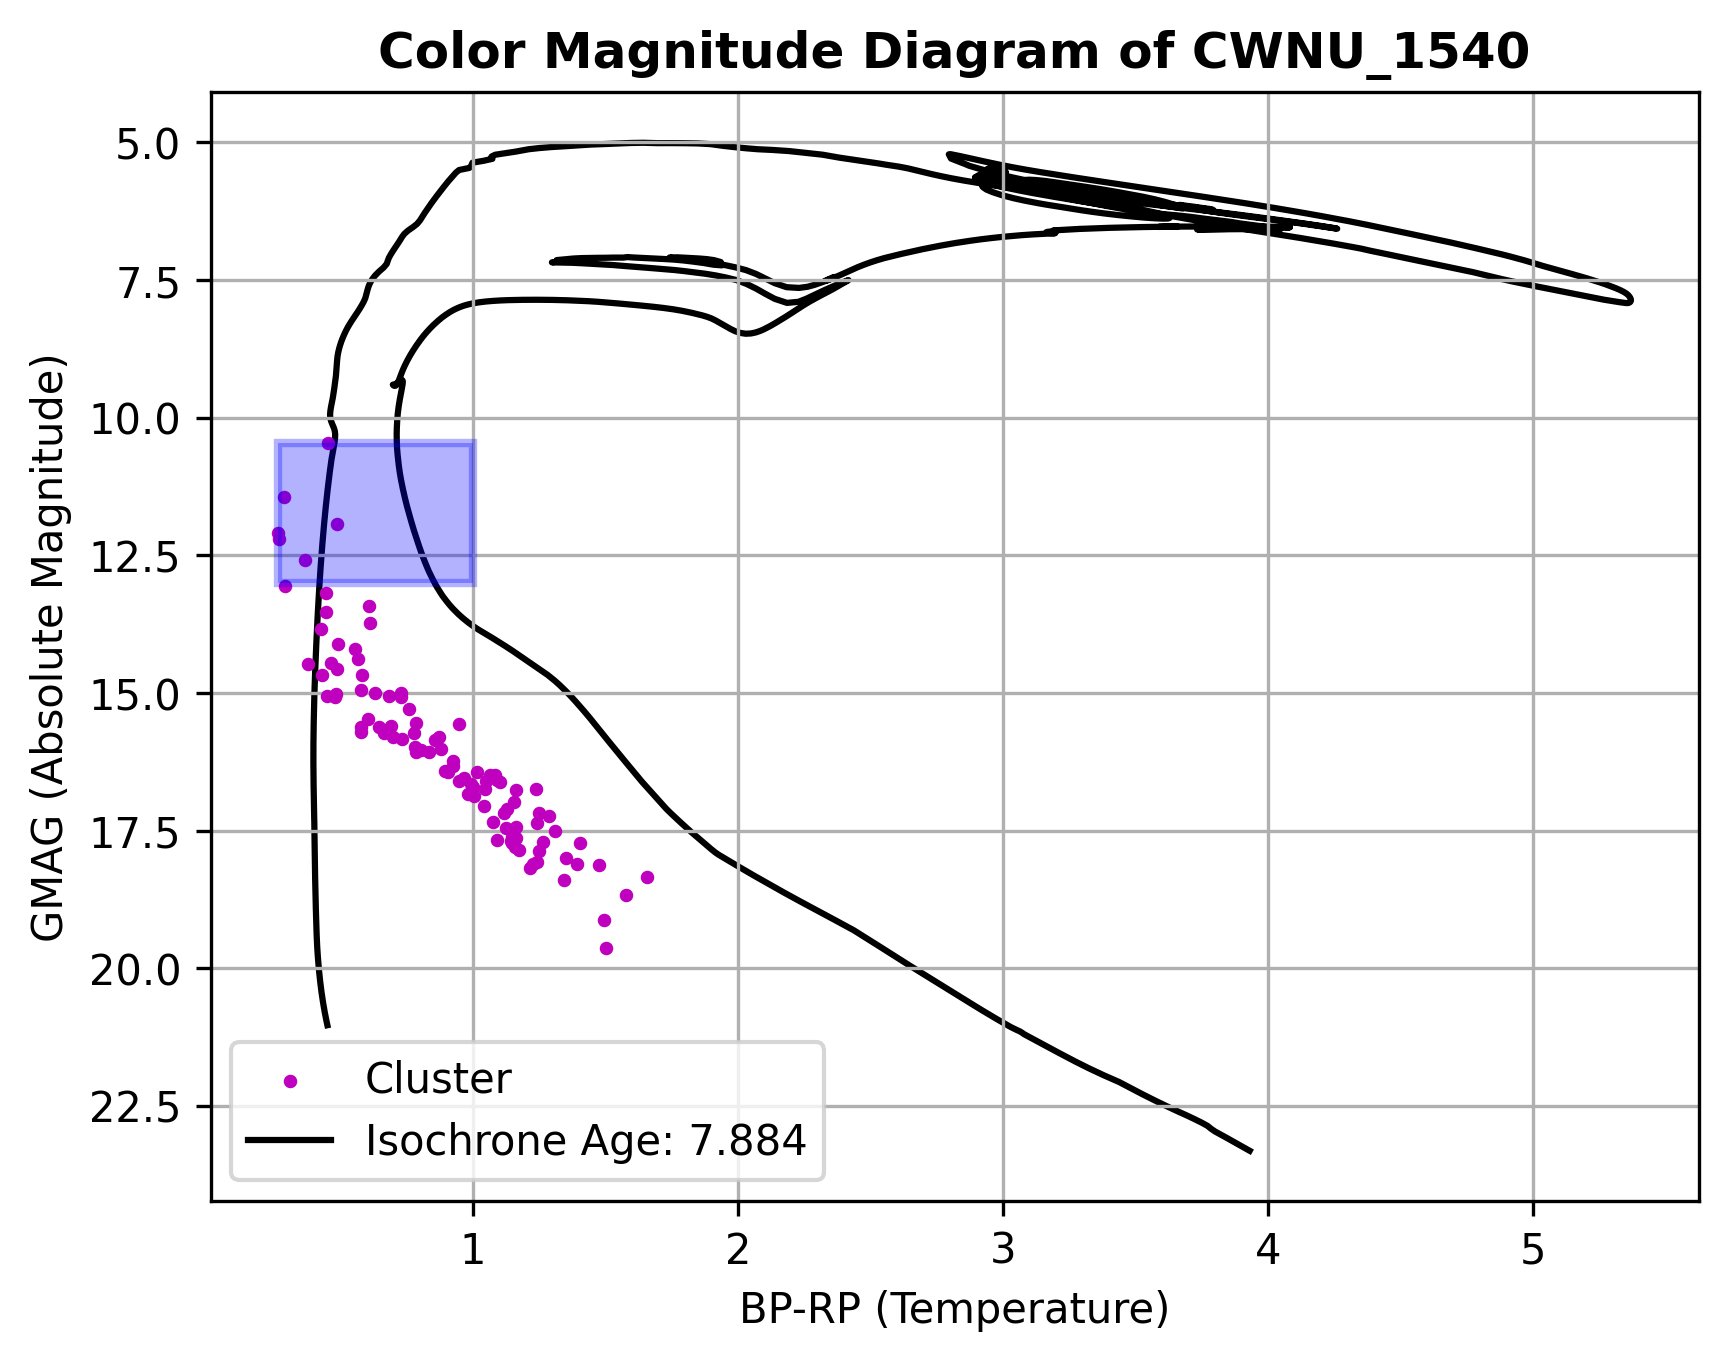 Color Magnitude Diagram of CWNU_1540
GMAG (Absolute Magnitude)
5.0
7.5
10.0
12.5
15.0
17.5
20.0
22.5
Cluster
Isochrone Age: 7.884
1 2 3 4 5
BP-RP (Temperature)